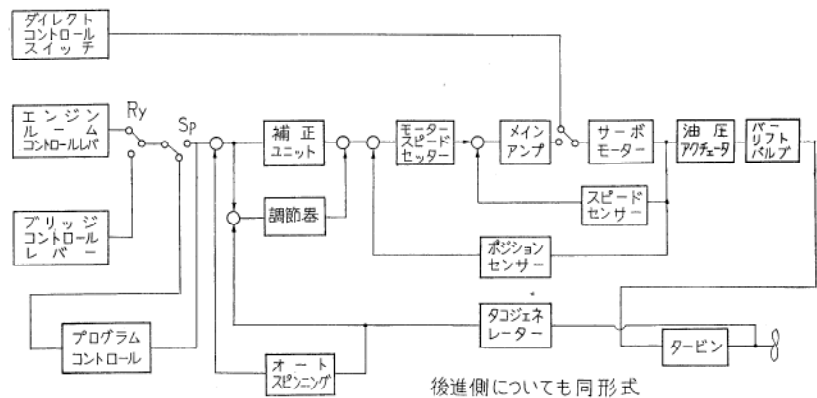 ダイレクト
コントロール
スイッチ
エンジン
ルーム
コントロールレバ
Ry
Sp
補正
ユニット
モーター
スピード
セッター
メイン
アンプ
サーボ
モーター
油圧
アクチェータ
バー
リフト
バルブ
ブリッジ
コントロール
レバー
調節器
スピード
センサー
ポジション
センサー
プログラム
コントロール
タコジェネ
レーター
タービン
オート
スピンニング
後進側についても同形式